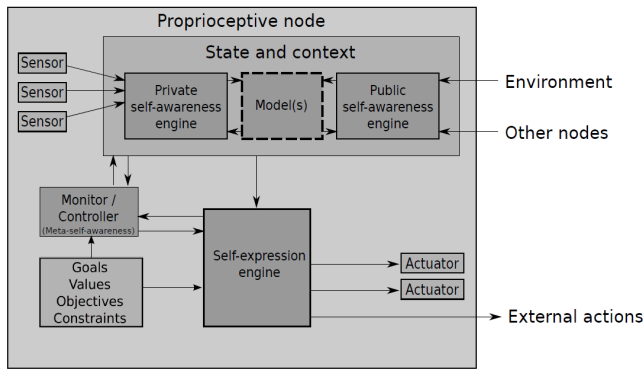 Proprioceptive node
State and context
Sensor
Sensor
Sensor
Private
self-awareness
engine
Model(s)
Public
self-awareness
engine
Environment
Other nodes
Monitor /
Controller
(Meta-self-awareness)
Goals
Values
Objectives
Constraints
Self-expression
engine
Actuator
Actuator
External actions